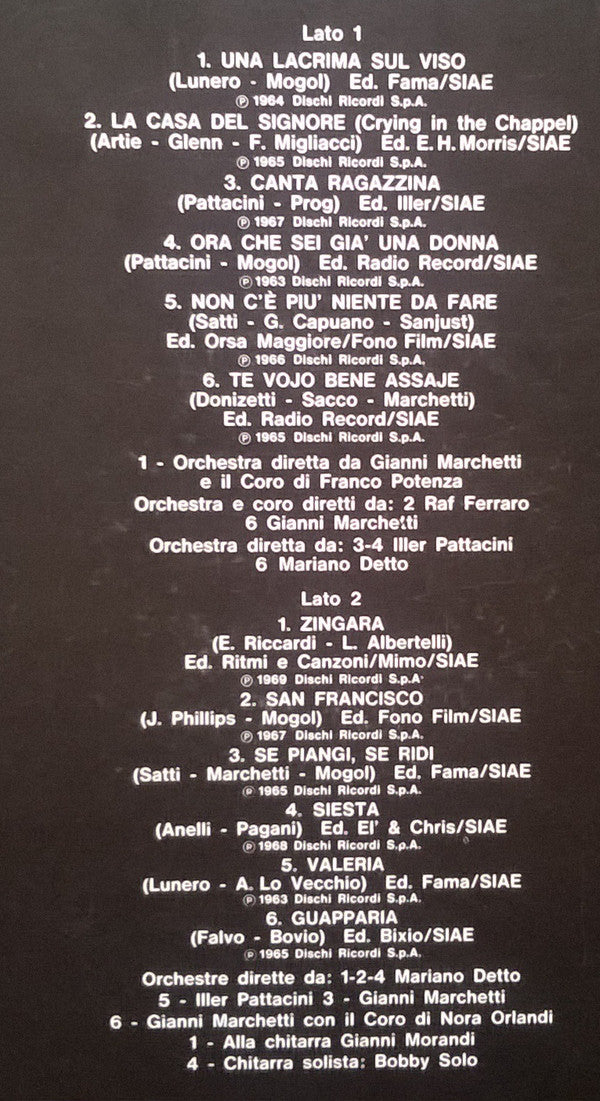 Lato 1
1. UNA LACRIMA SUL VISO
(Lunero - Mogol) Ed. Fama/SIAE
℗ 1964 Dischi Ricordi S.p.A.
2. LA CASA DEL SIGNORE (Crying in the Chappel)
(Artie - Glenn - F. Migliacci) Ed. E.H.Morris/SIAE
℗ 1965 Dischi Ricordi S.p.A.
3. CANTA RAGAZZINA
(Pattacini - Prog) Ed. Iller/SIAE
℗ 1967 Dischi Ricordi S.p.A.
4. ORA CHE SEI GIA' UNA DONNA
(Pattacini - Mogol) Ed. Radio Record/SIAE
℗ 1963 Dischi Ricordi S.p.A.
5. NON C'È PIU' NIENTE DA FARE
(Satti - G. Capuano - Sanjust)
Ed. Orsa Maggiore/Fono Film/SIAE
℗ 1966 Dischi Ricordi S.p.A.
6. TE VOJO BENE ASSAJE
(Donizetti - Sacco - Marchetti)
Ed. Radio Record/SIAE
℗ 1965 Dischi Ricordi S.p.A.
1 - Orchestra diretta da Gianni Marchetti
e il Coro di Franco Potenza
Orchestra e coro diretti da: 2 Raf Ferraro
6 Gianni Marchetti
Orchestra diretta da: 3-4 Iller Pattacini
6 Mariano Detto
Lato 2
1. ZINGARA
(E. Riccardi - L. Albertelli)
Ed. Ritmi e Canzoni/Mimo/SIAE
℗ 1969 Dischi Ricordi S.p.A.
2. SAN FRANCISCO
(J. Phillips - Mogol) Ed. Fono Film/SIAE
℗ 1967 Dischi Ricordi S.p.A.
3. SE PIANGI, SE RIDI
(Satti - Marchetti - Mogol) Ed. Fama/SIAE
℗ 1965 Dischi Ricordi S.p.A.
4. SIESTA
(Anelli - Pagani) Ed. El' & Chris/SIAE
℗ 1968 Dischi Ricordi S.p.A.
5. VALERIA
(Lunero - A. Lo Vecchio) Ed. Fama/SIAE
℗ 1963 Dischi Ricordi S.p.A.
6. GUAPPARIA
(Falvo - Bovio) Ed. Bixio/SIAE
℗ 1965 Dischi Ricordi S.p.A.
Orchestre dirette da: 1-2-4 Mariano Detto
5 - Iller Pattacini 3 - Gianni Marchetti
6 - Gianni Marchetti con il Coro di Nora Orlandi
1 - Alla chitarra Gianni Morandi
4 - Chitarra solista: Bobby Solo